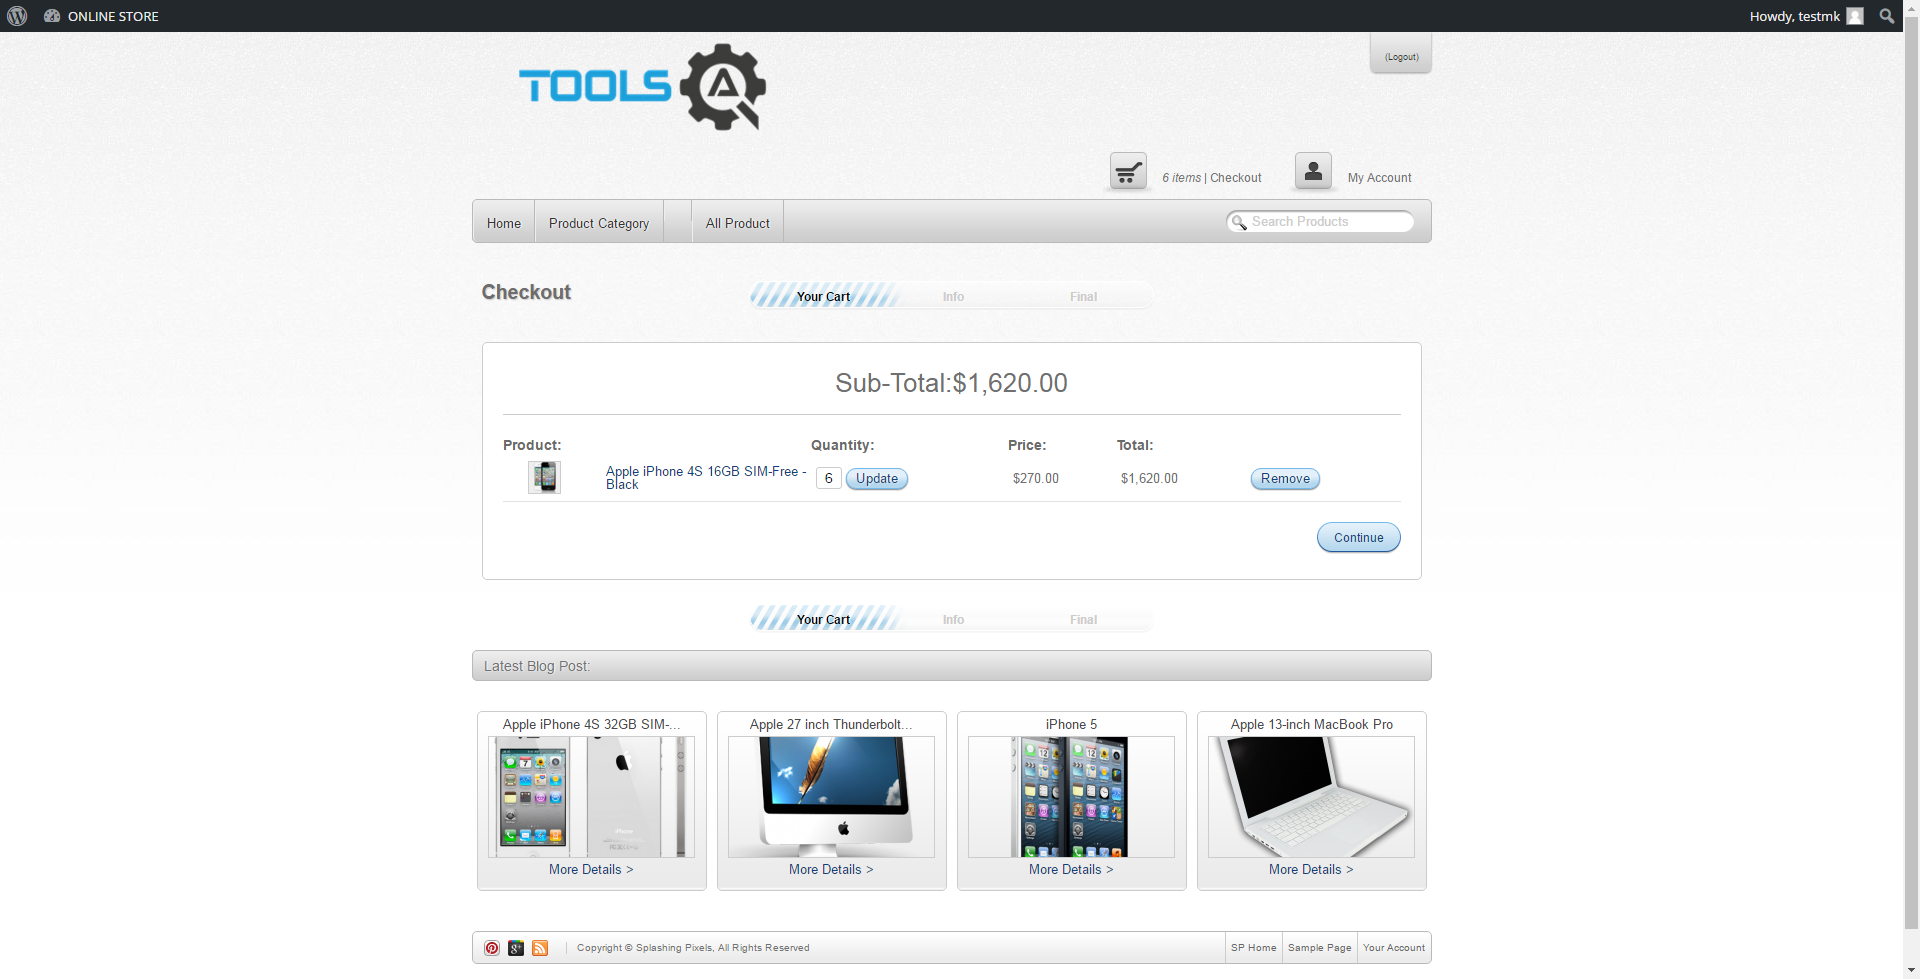 ONLINE STORE
Howdy, testmk
(Logout)
TOOLS QA
6 items | Checkout
My Account
Home
Product Category
All Product
Search Products
Checkout
Your Cart
Info
Final
Sub-Total:$1,620.00
Product:
Quantity:
Price:
Total:
Apple iPhone 4S 16GB SIM-Free -
Black
6
Update
$270.00
$1,620.00
Remove
Continue
Your Cart
Info
Final
Latest Blog Post:
Apple iPhone 4S 32GB SIM-...
Apple 27 inch Thunderbolt...
iPhone 5
Apple 13-inch MacBook Pro
More Details >
More Details >
More Details >
More Details >
Copyright © Splashing Pixels, All Rights Reserved
SP Home
Sample Page
Your Account